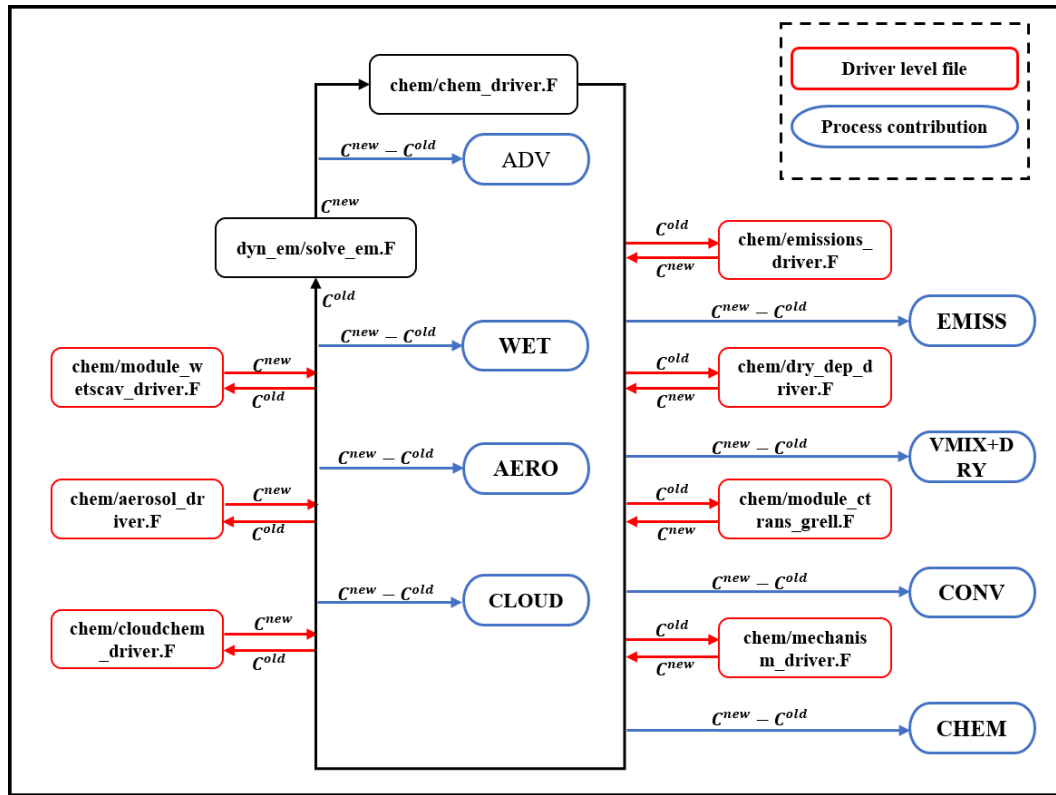 chem/chem_driver.F
Driver level file
Process contribution
C^new − C^old
ADV
C^new
dyn_em/solve_em.F
C^old
C^new − C^old
WET
chem/module_w
etscav_driver.F
C^new
C^old
C^new − C^old
AERO
chem/aerosol_dr
iver.F
C^new
C^old
C^new − C^old
CLOUD
chem/cloudchem
_driver.F
C^new
C^old
C^old
C^new
chem/emissions_
driver.F
C^new − C^old
EMISS
C^old
C^new
chem/dry_dep_d
river.F
C^new − C^old
VMIX+D
RY
C^old
C^new
chem/module_ct
rans_grell.F
C^new − C^old
CONV
C^old
C^new
chem/mechanis
m_driver.F
C^new − C^old
CHEM